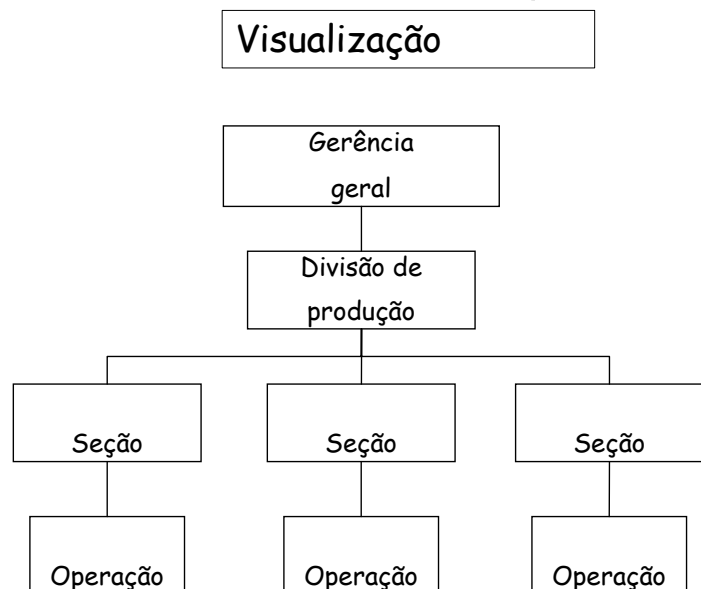 Visualização
Gerência
geral
Divisão de
produção
Seção
Seção
Seção
Operação
Operação
Operação